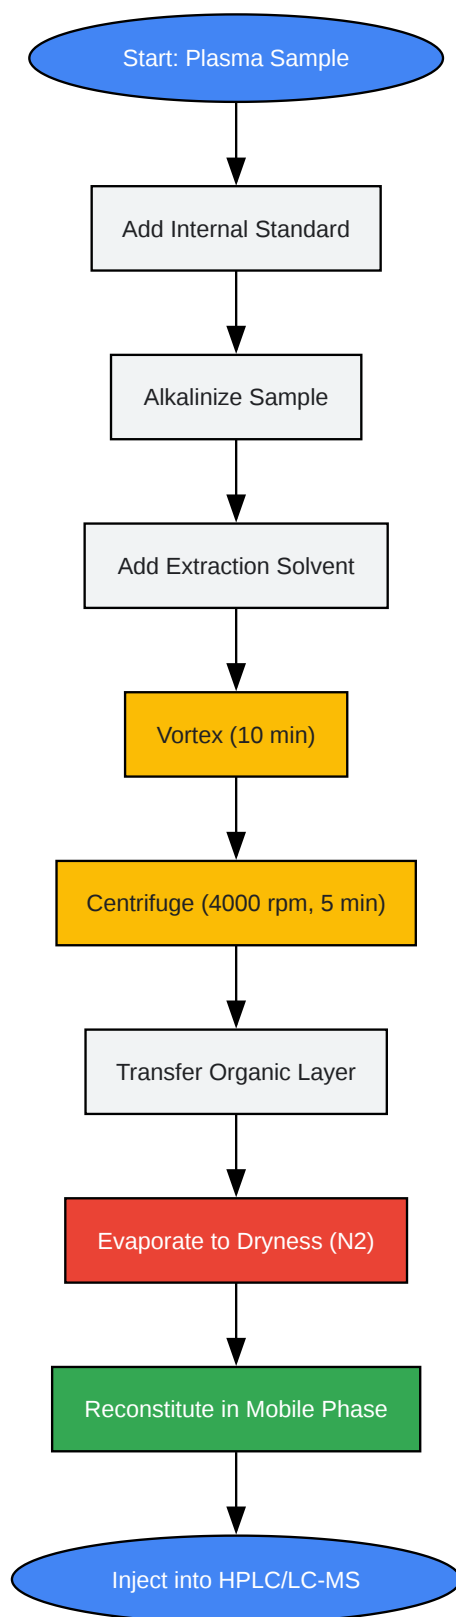 Start: Plasma Sample
Add Internal Standard
Alkalinize Sample
Add Extraction Solvent
Vortex (10 min)
Centrifuge (4000 rpm, 5 min)
Transfer Organic Layer
Evaporate to Dryness (N2)
Reconstitute in Mobile Phase
Inject into HPLC/LC-MS